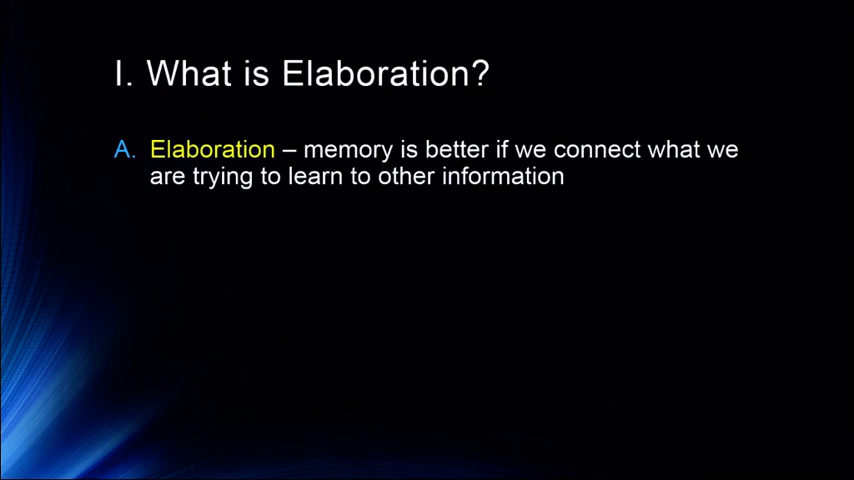 I. What is Elaboration?
A. Elaboration – memory is better if we connect what we
are trying to learn to other information